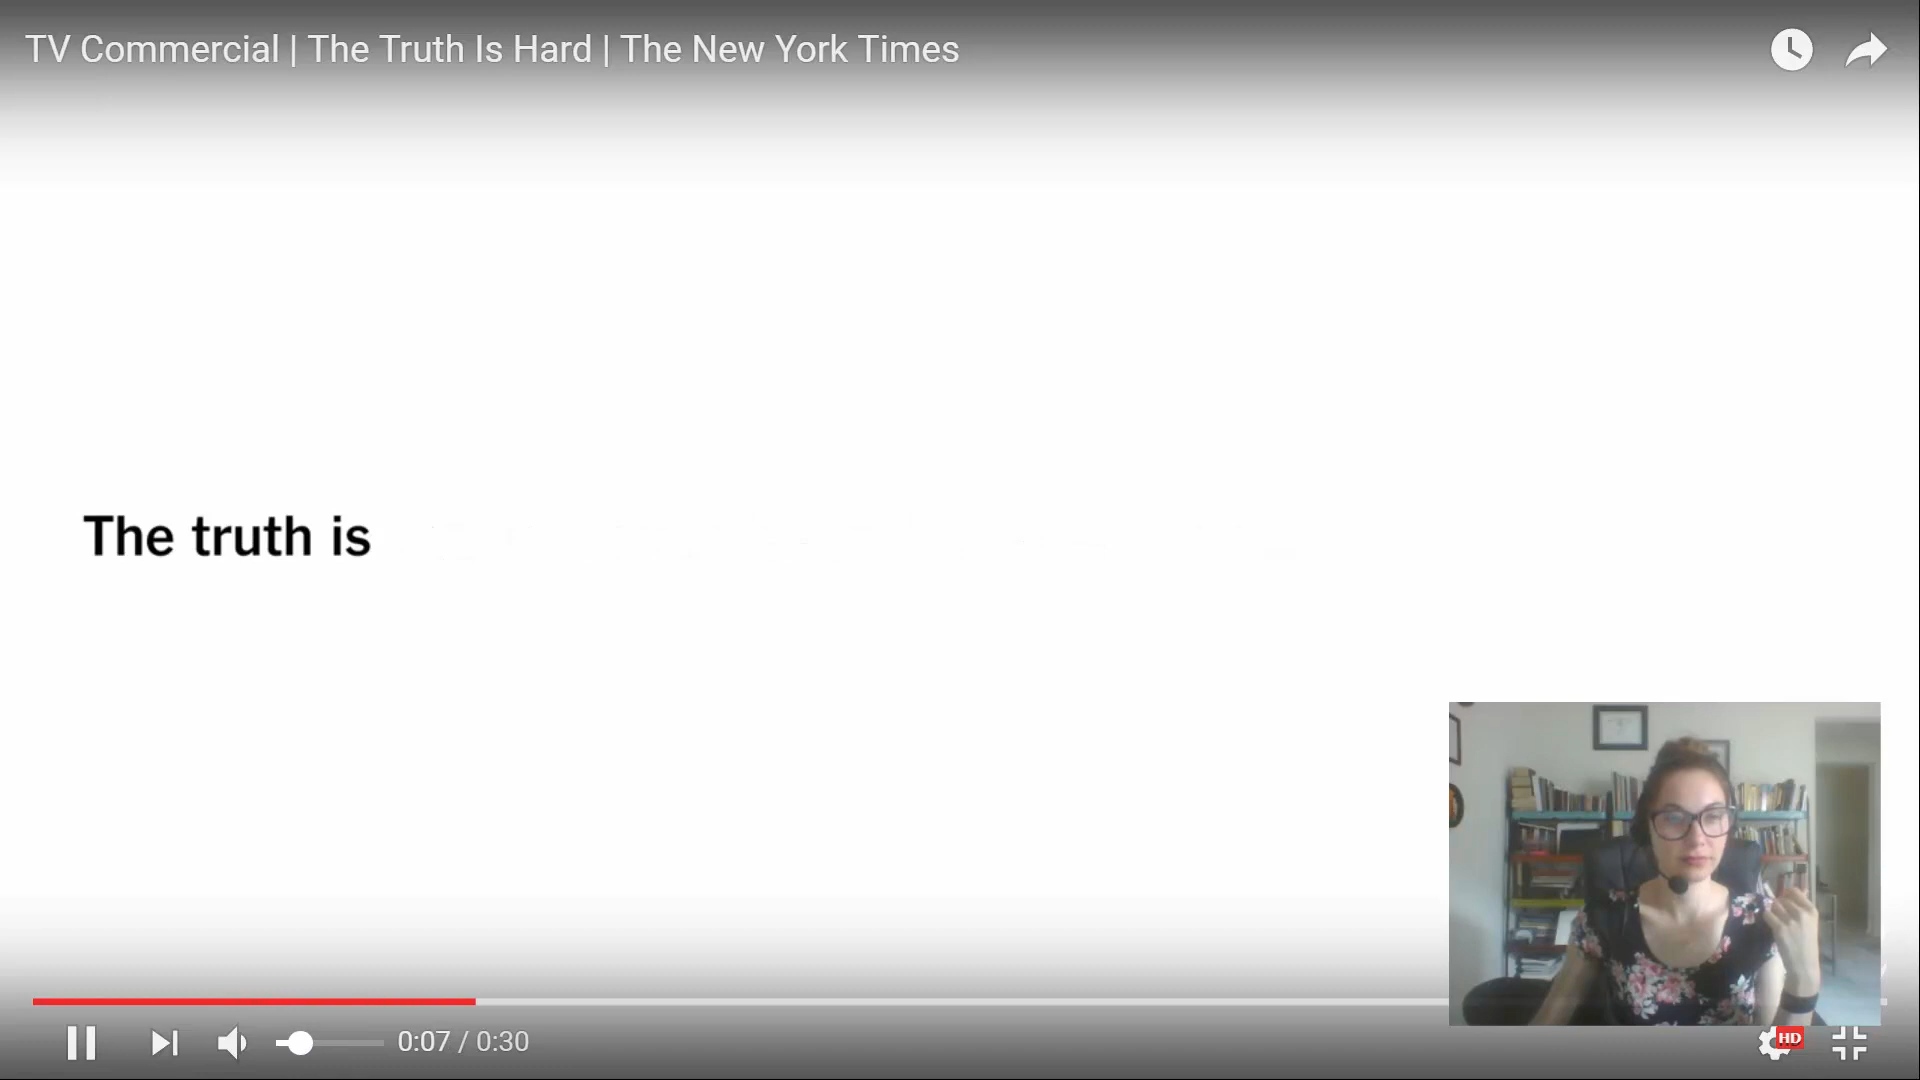 TV Commercial | The Truth Is Hard | The New York Times
The truth is
0:07 / 0:30
HD